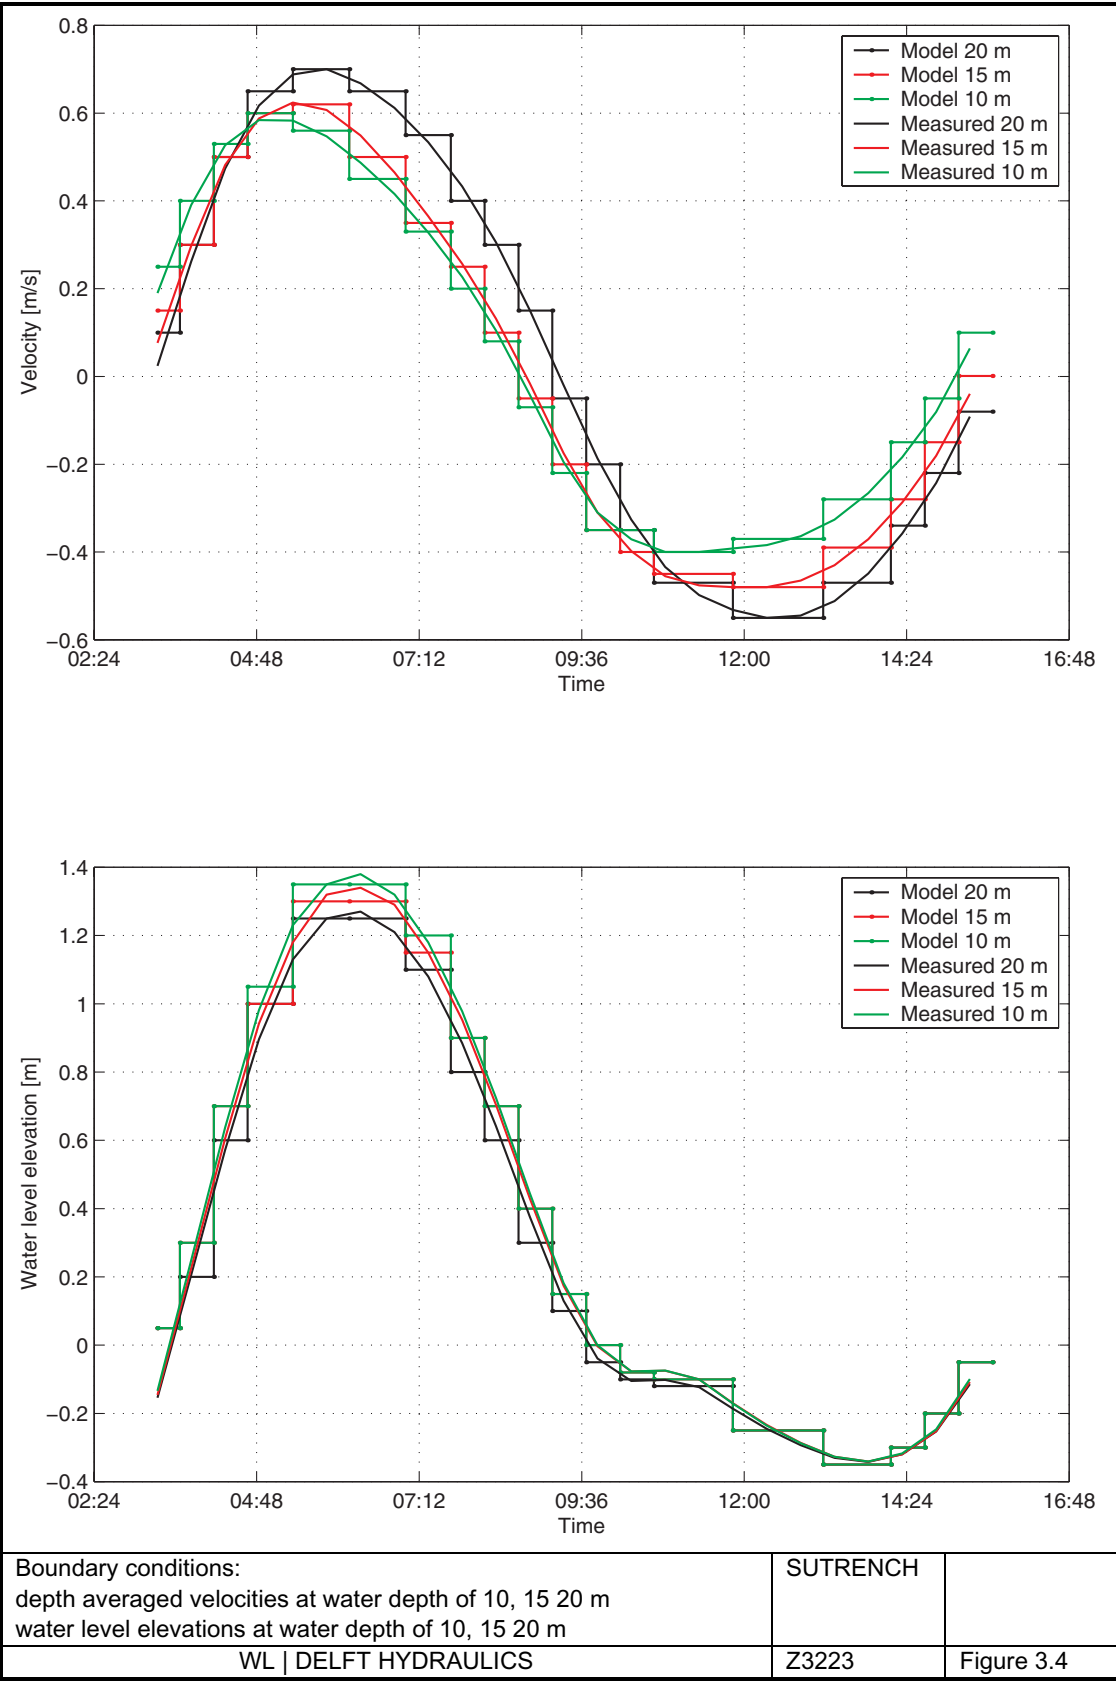 0.8
0.6
0.4
0.2
0
−0.2
−0.4
−0.6
Velocity [m/s]
02:24 04:48 07:12 09:36 12:00 14:24 16:48
Time
Model 20 m
Model 15 m
Model 10 m
Measured 20 m
Measured 15 m
Measured 10 m
1.4
1.2
1
0.8
0.6
0.4
0.2
0
−0.2
−0.4
Water level elevation [m]
02:24 04:48 07:12 09:36 12:00 14:24 16:48
Time
Model 20 m
Model 15 m
Model 10 m
Measured 20 m
Measured 15 m
Measured 10 m
Boundary conditions:
depth averaged velocities at water depth of 10, 15 20 m
water level elevations at water depth of 10, 15 20 m
SUTRENCH
WL | DELFT HYDRAULICS
Z3223
Figure 3.4